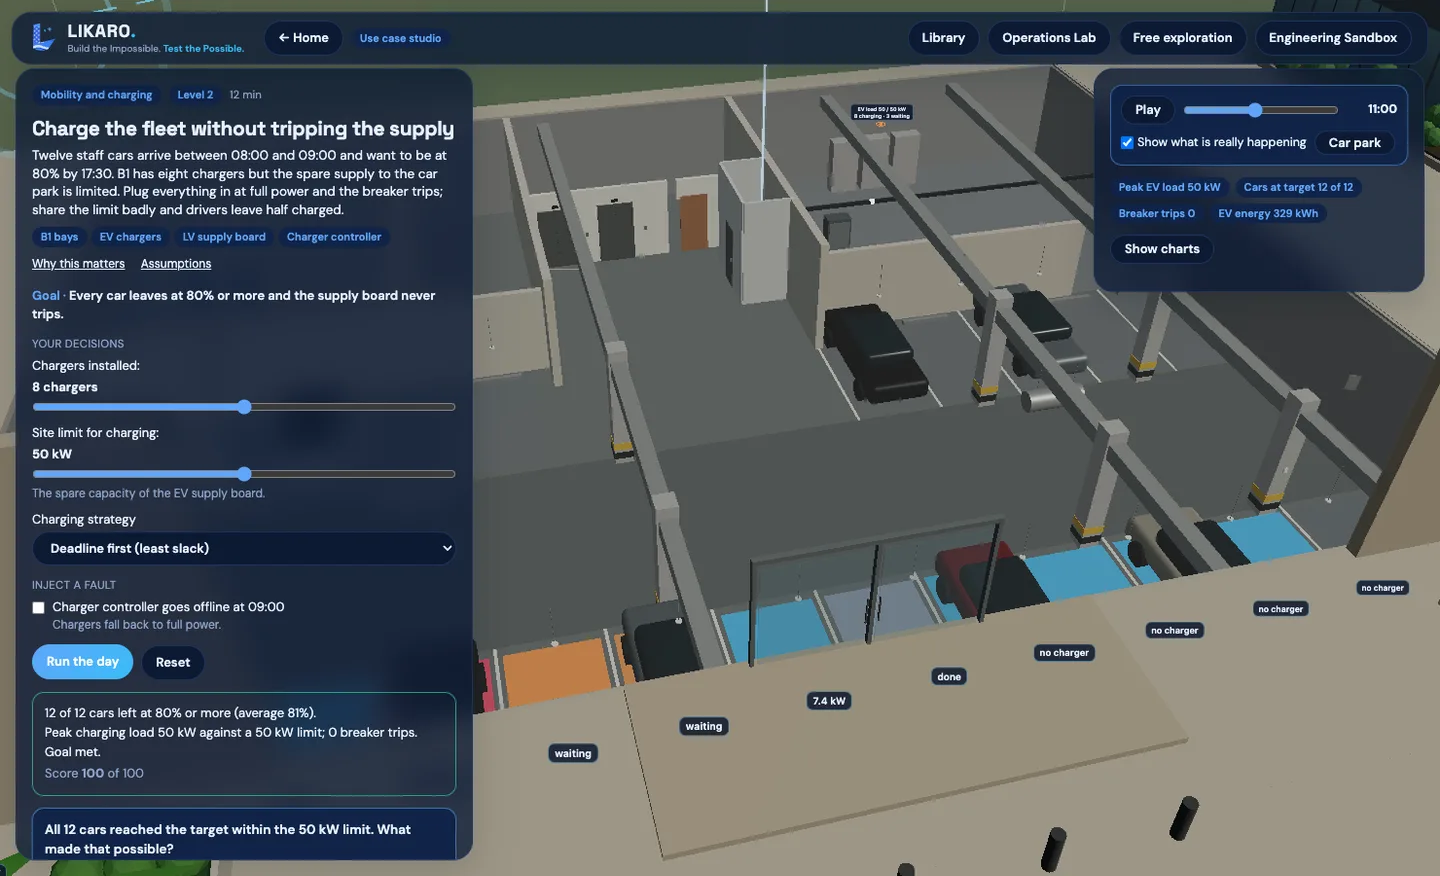 LIKARO.
Build the Impossible. Test the Possible.
← Home
Use case studio
Library
Operations Lab
Free exploration
Engineering Sandbox
Mobility and charging
Level 2
12 min
Charge the fleet without tripping the supply
Twelve staff cars arrive between 08:00 and 09:00 and want to be at
80% by 17:30. B1 has eight chargers but the spare supply to the car
park is limited. Plug everything in at full power and the breaker trips;
share the limit badly and drivers leave half charged.
B1 bays
EV chargers
LV supply board
Charger controller
Why this matters
Assumptions
Goal · Every car leaves at 80% or more and the supply board never
trips.
YOUR DECISIONS
Chargers installed:
8 chargers
Site limit for charging:
50 kW
The spare capacity of the EV supply board.
Charging strategy
Deadline first (least slack)
INJECT A FAULT
Charger controller goes offline at 09:00
Chargers fall back to full power.
Run the day
Reset
12 of 12 cars left at 80% or more (average 81%).
Peak charging load 50 kW against a 50 kW limit; 0 breaker trips.
Goal met.
Score 100 of 100
All 12 cars reached the target within the 50 kW limit. What
made that possible?
EV load 50 / 50 kW
8 charging · 3 waiting
Play
11:00
Show what is really happening
Car park
Peak EV load 50 kW
Cars at target 12 of 12
Breaker trips 0
EV energy 329 kWh
Show charts
no charger
no charger
no charger
no charger
done
7.4 kW
waiting
waiting